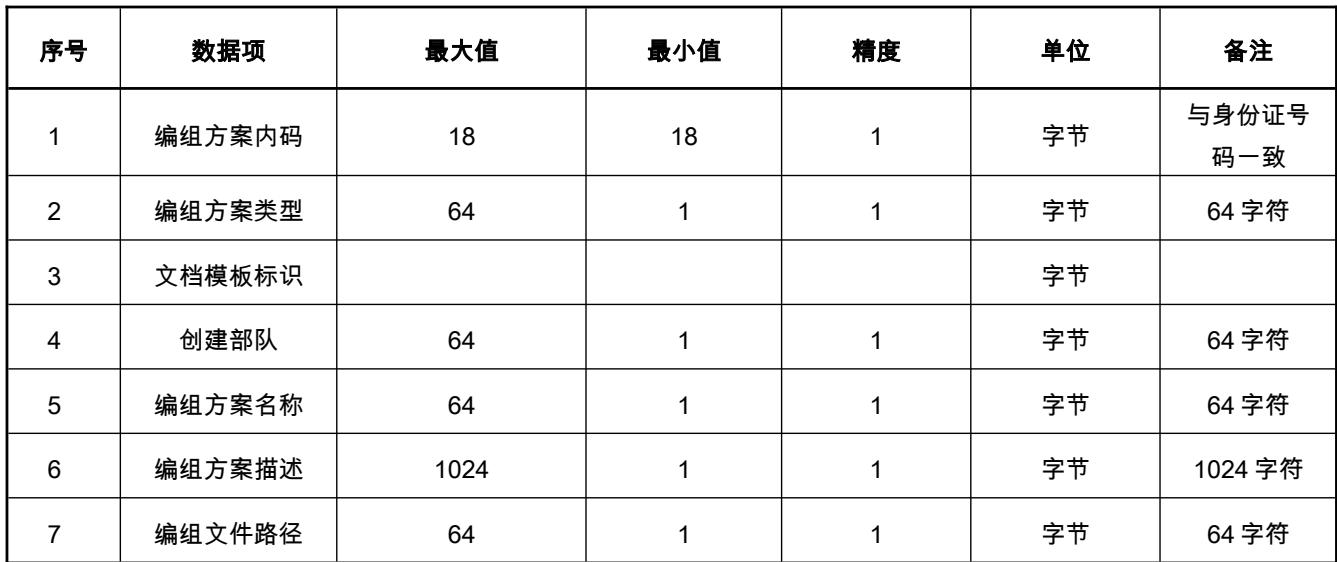 序号 数据项 最大值 最小值 精度 单位 备注
1 编组方案内码 18 18 1 字节 与身份证号
码一致
2 编组方案类型 64 1 1 字节 64 字符
3 文档模板标识 字节
4 创建部队 64 1 1 字节 64 字符
5 编组方案名称 64 1 1 字节 64 字符
6 编组方案描述 1024 1 1 字节 1024 字符
7 编组文件路径 64 1 1 字节 64 字符